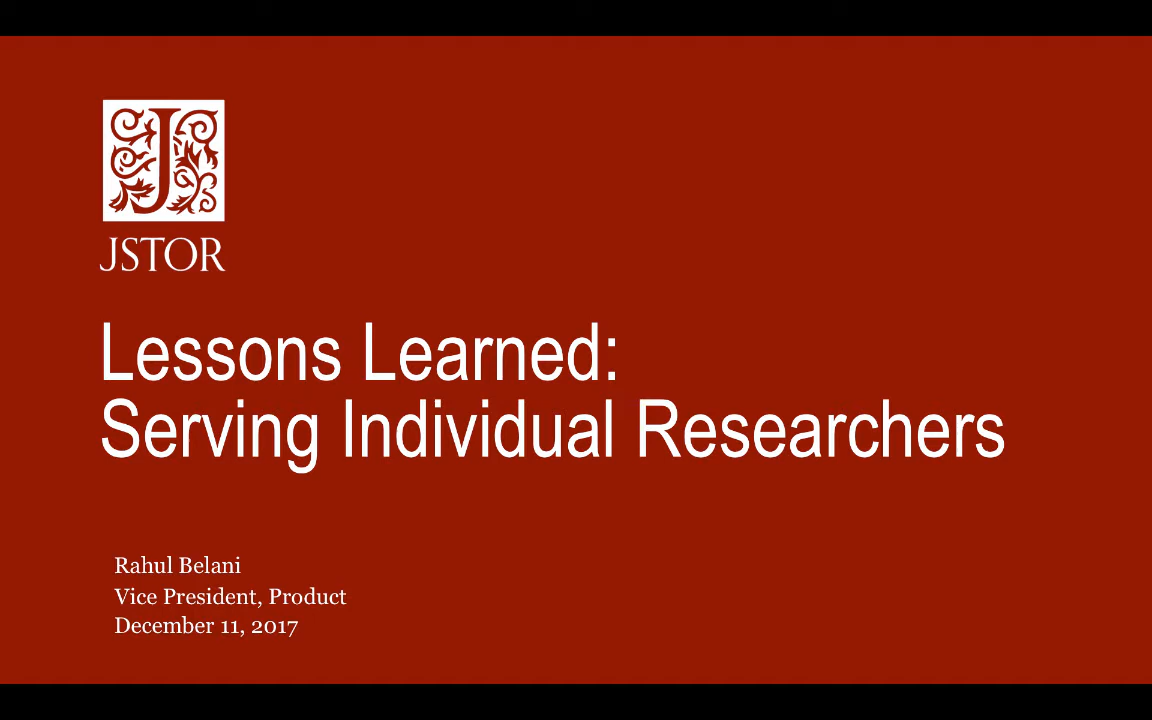 JSTOR
Lessons Learned:
Serving Individual Researchers
Rahul Belani
Vice President, Product
December 11, 2017